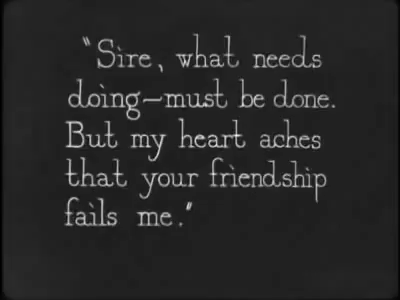 "Sire, what needs
doing—must be done.
But my heart aches
that your friendship
fails me."